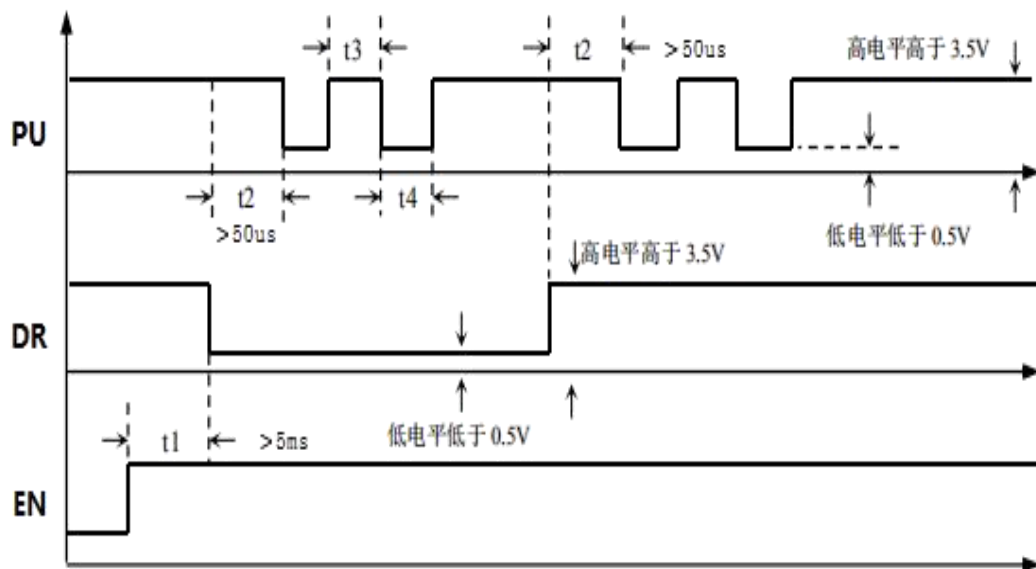 t3
t2
>50us
高电平高于 3.5V
PU
t2
t4
>50us
低电平低于 0.5V
高电平高于 3.5V
DR
t1
>5ms
低电平低于 0.5V
EN